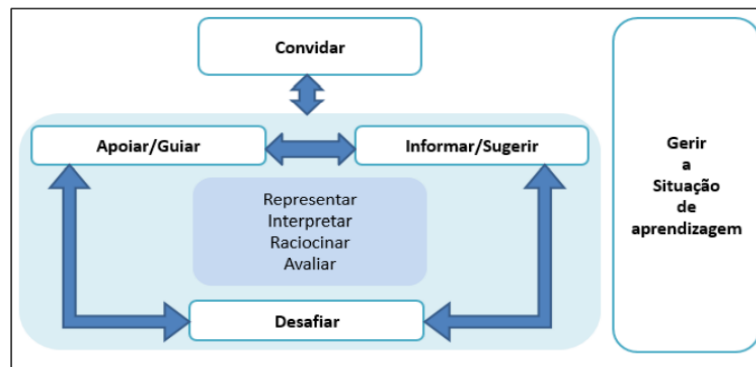 Convidar
Apoiar/Guiar
Informar/Sugerir
Representar
Interpretar
Raciocinar
Avaliar
Desafiar
Gerir
a
Situação
de
aprendizagem